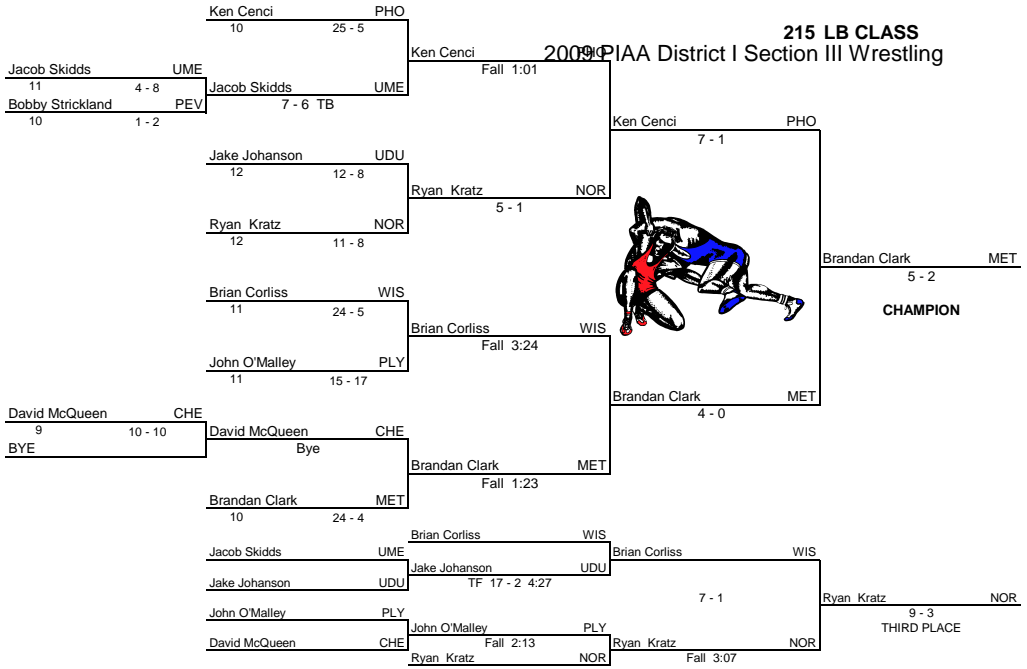 215 LB CLASS
2009 PIAA District I Section III Wrestling
Ken Cenci PHO
10 25 - 5
Ken Cenci PHO
Fall 1:01
Jacob Skidds UME
11 4 - 8
Jacob Skidds UME
7 - 6 TB
Bobby Strickland PEV
10 1 - 2
Ken Cenci PHO
7 - 1
Jake Johanson UDU
12 12 - 8
Ryan Kratz NOR
5 - 1
Ryan Kratz NOR
12 11 - 8
Brandan Clark MET
5 - 2
CHAMPION
Brian Corliss WIS
11 24 - 5
Brian Corliss WIS
Fall 3:24
John O'Malley PLY
11 15 - 17
Brandan Clark MET
4 - 0
David McQueen CHE
9 10 - 10
David McQueen CHE
Bye
BYE
Brandan Clark MET
Fall 1:23
Brandan Clark MET
10 24 - 4
Brian Corliss WIS
Jacob Skidds UME
Brian Corliss WIS
Jake Johanson UDU
TF 17 - 2 4:27
Jake Johanson UDU
7 - 1
Ryan Kratz NOR
9 - 3
THIRD PLACE
John O'Malley PLY
John O'Malley PLY
Fall 2:13
David McQueen CHE
Ryan Kratz NOR
Fall 3:07
Ryan Kratz NOR